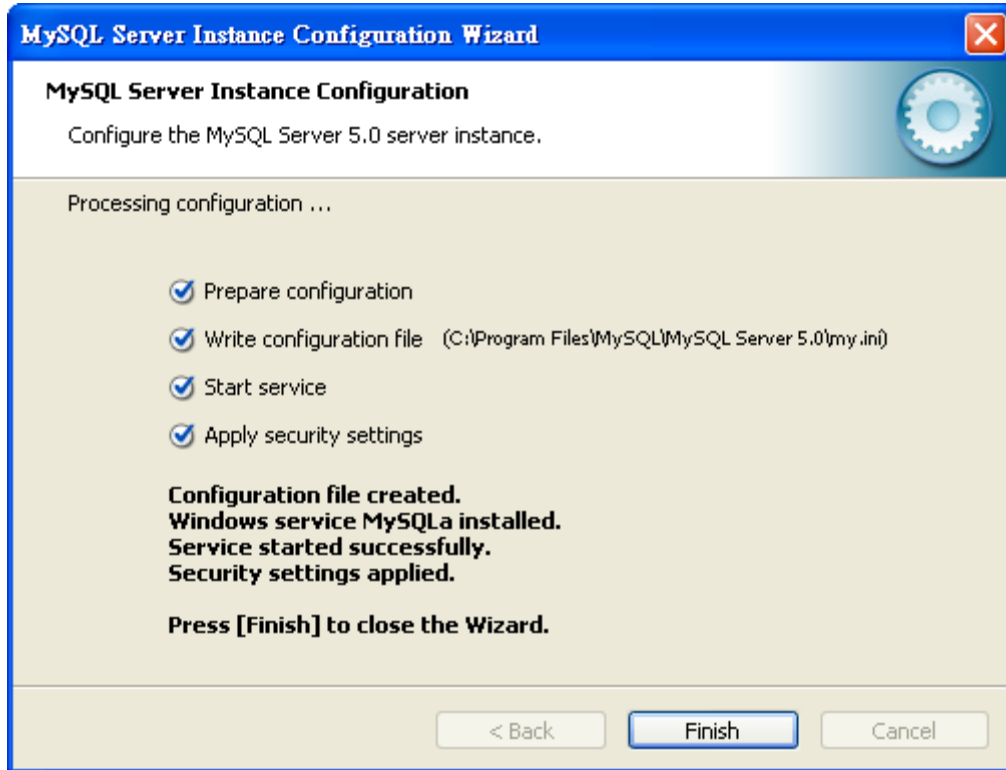 MySQL Server Instance Configuration Wizard
MySQL Server Instance Configuration
Configure the MySQL Server 5.0 server instance.
Processing configuration ...
Prepare configuration
Write configuration file (C:\Program Files\MySQL\MySQL Server 5.0\my.ini)
Start service
Apply security settings
Configuration file created.
Windows service MySQLa installed.
Service started successfully.
Security settings applied.
Press [Finish] to close the Wizard.
< Back Finish Cancel